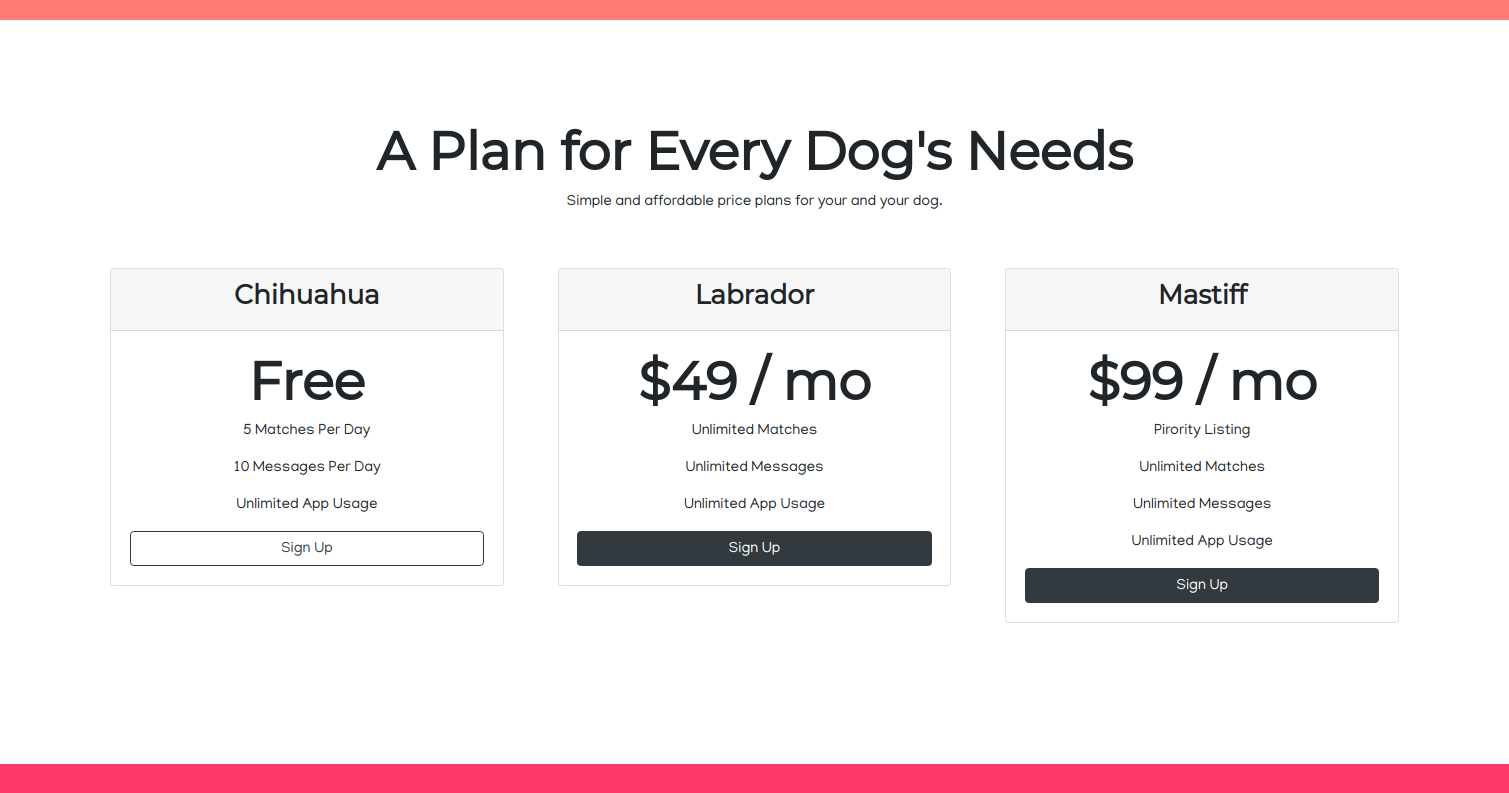 A Plan for Every Dog's Needs
Simple and affordable price plans for your and your dog.
Chihuahua
Free
5 Matches Per Day
10 Messages Per Day
Unlimited App Usage
Sign Up
Labrador
$49 / mo
Unlimited Matches
Unlimited Messages
Unlimited App Usage
Sign Up
Mastiff
$99 / mo
Pirority Listing
Unlimited Matches
Unlimited Messages
Unlimited App Usage
Sign Up